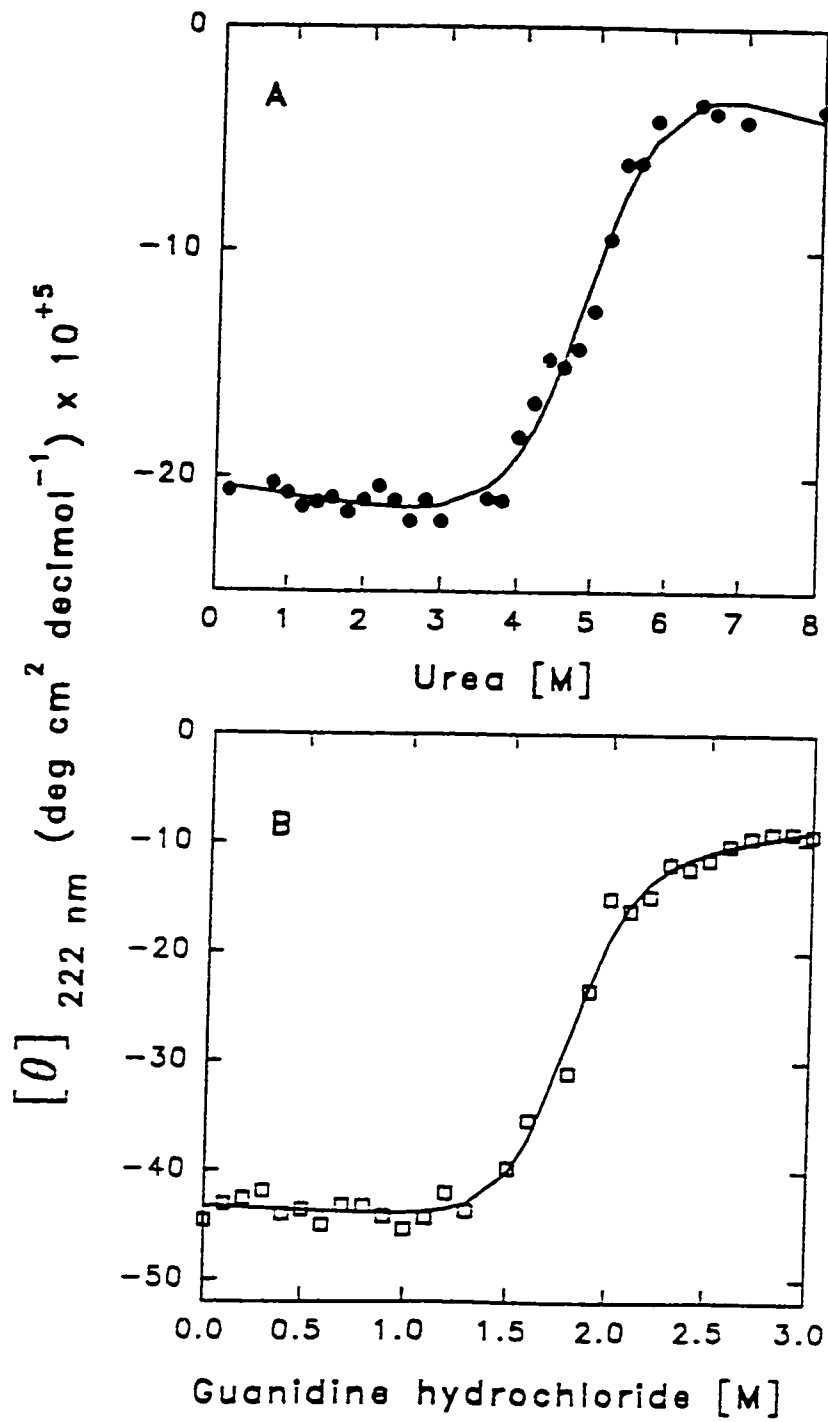 [θ] 222 nm (deg cm² decimol⁻¹) x 10⁺⁵
0
A
−10
−20
0 1 2 3 4 5 6 7 8
Urea [M]
0
B
−10
−20
−30
−40
−50
0.0 0.5 1.0 1.5 2.0 2.5 3.0
Guanidine hydrochloride [M]